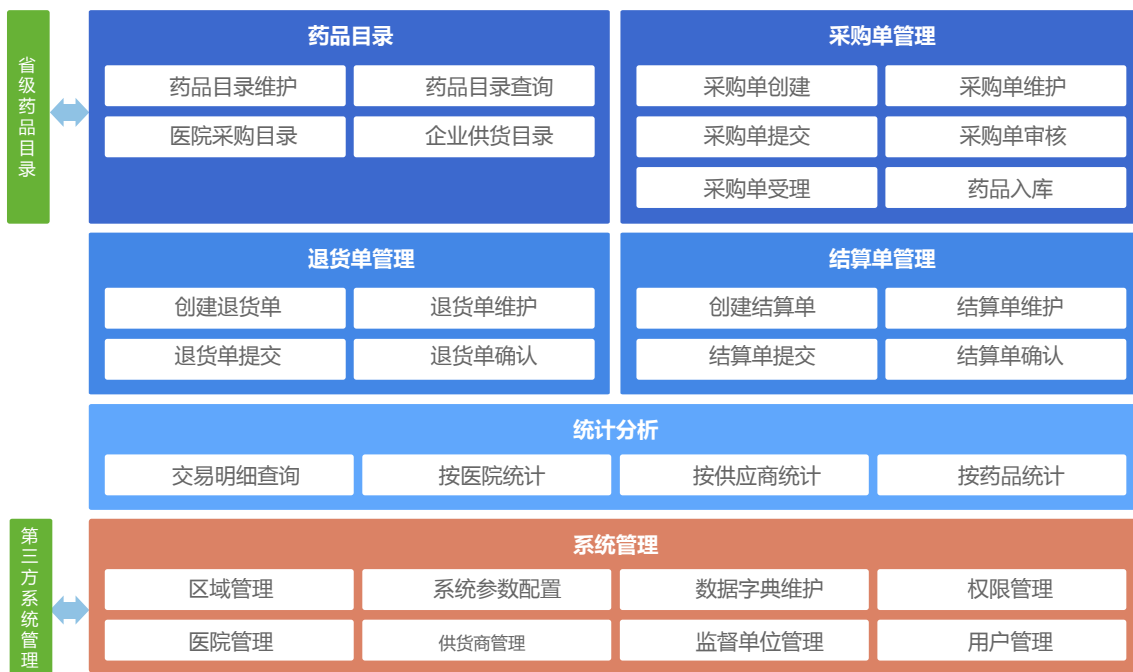 省级药品目录
药品目录
药品目录维护
药品目录查询
医院采购目录
企业供货目录
采购单管理
采购单创建
采购单维护
采购单提交
采购单审核
采购单受理
药品入库
退货单管理
创建退货单
退货单维护
退货单提交
退货单确认
结算单管理
创建结算单
结算单维护
结算单提交
结算单确认
统计分析
交易明细查询
按医院统计
按供应商统计
按药品统计
第三方系统管理
系统管理
区域管理
系统参数配置
数据字典维护
权限管理
医院管理
供货商管理
监督单位管理
用户管理